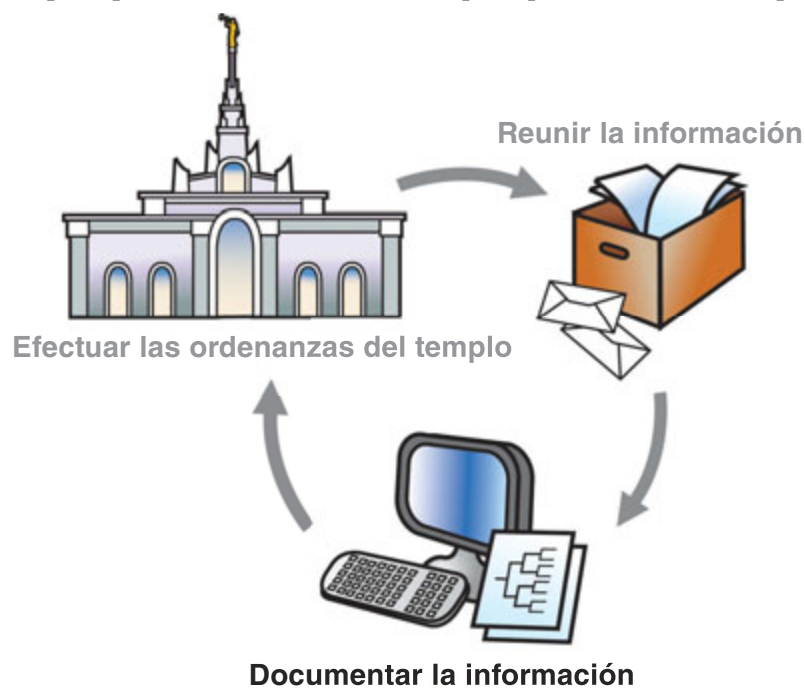 Reunir la información
Efectuar las ordenanzas del templo
Documentar la información